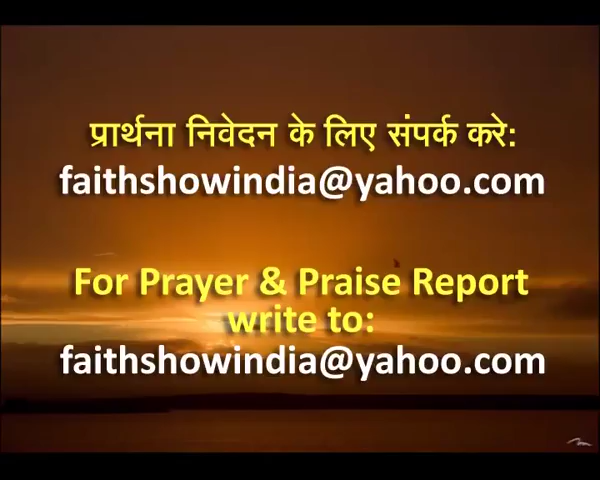 प्रार्थना निवेदन के लिए संपर्क करे:
faithshowindia@yahoo.com
For Prayer & Praise Report
write to:
faithshowindia@yahoo.com